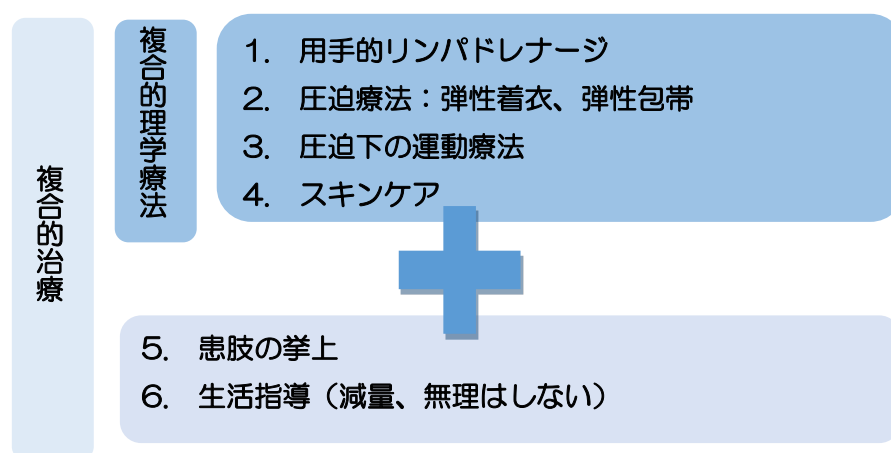 複合的治療
複合的理学療法
1. 用手的リンパドレナージ
2. 圧迫療法：弾性着衣、弾性包帯
3. 圧迫下の運動療法
4. スキンケア
5. 患肢の挙上
6. 生活指導（減量、無理はしない）